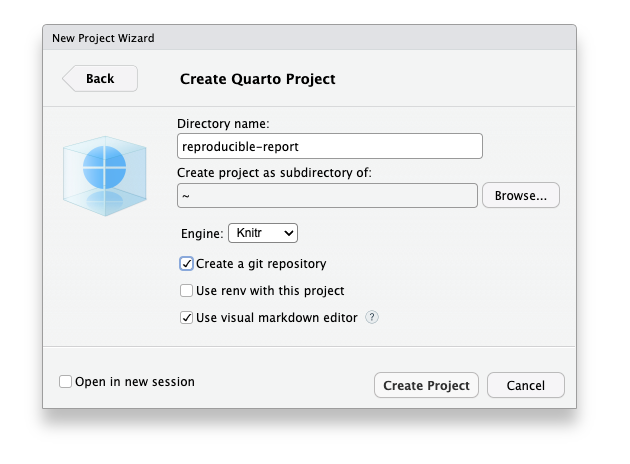 New Project Wizard
Back
Create Quarto Project
Directory name:
reproducible-report
Create project as subdirectory of:
~
Browse...
Engine: Knitr
Create a git repository
Use renv with this project
Use visual markdown editor ?
Open in new session
Create Project
Cancel